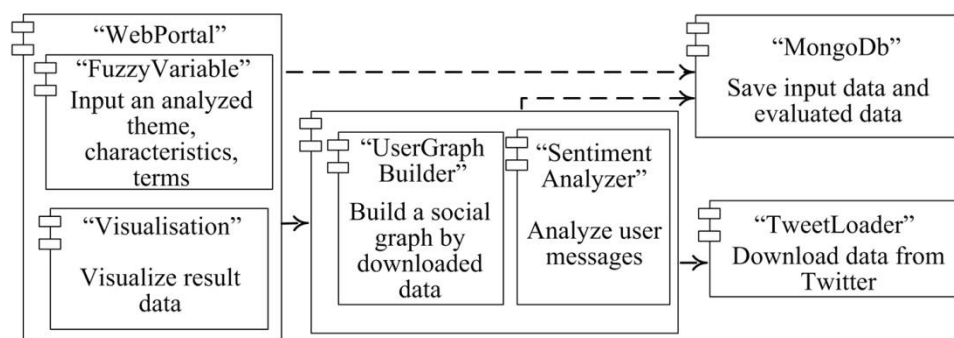 “WebPortal”
“FuzzyVariable”
Input an analyzed
theme,
characteristics,
terms
“Visualisation”
Visualize result
data
“UserGraph
Builder”
Build a social
graph by
downloaded
data
“Sentiment
Analyzer”
Analyze user
messages
“MongoDb”
Save input data and
evaluated data
“TweetLoader”
Download data from
Twitter